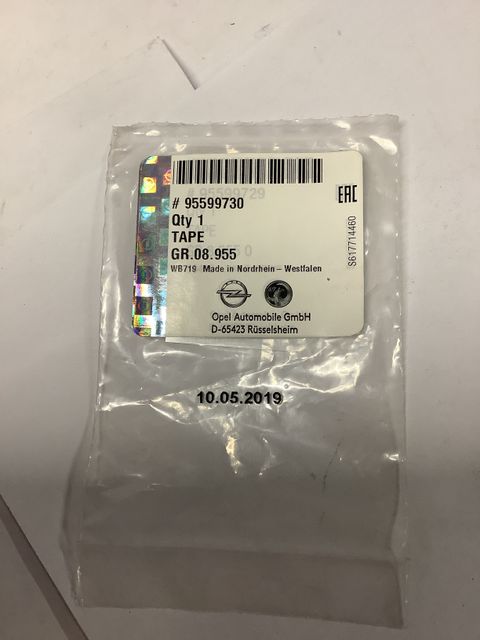 # 95599730
Qty 1
TAPE
GR.08.955
WB719 Made in Nordrhein – Westfalen
EAC
S617714460
Opel Automobile GmbH
D-65423 Rüsselsheim
10.05.2019